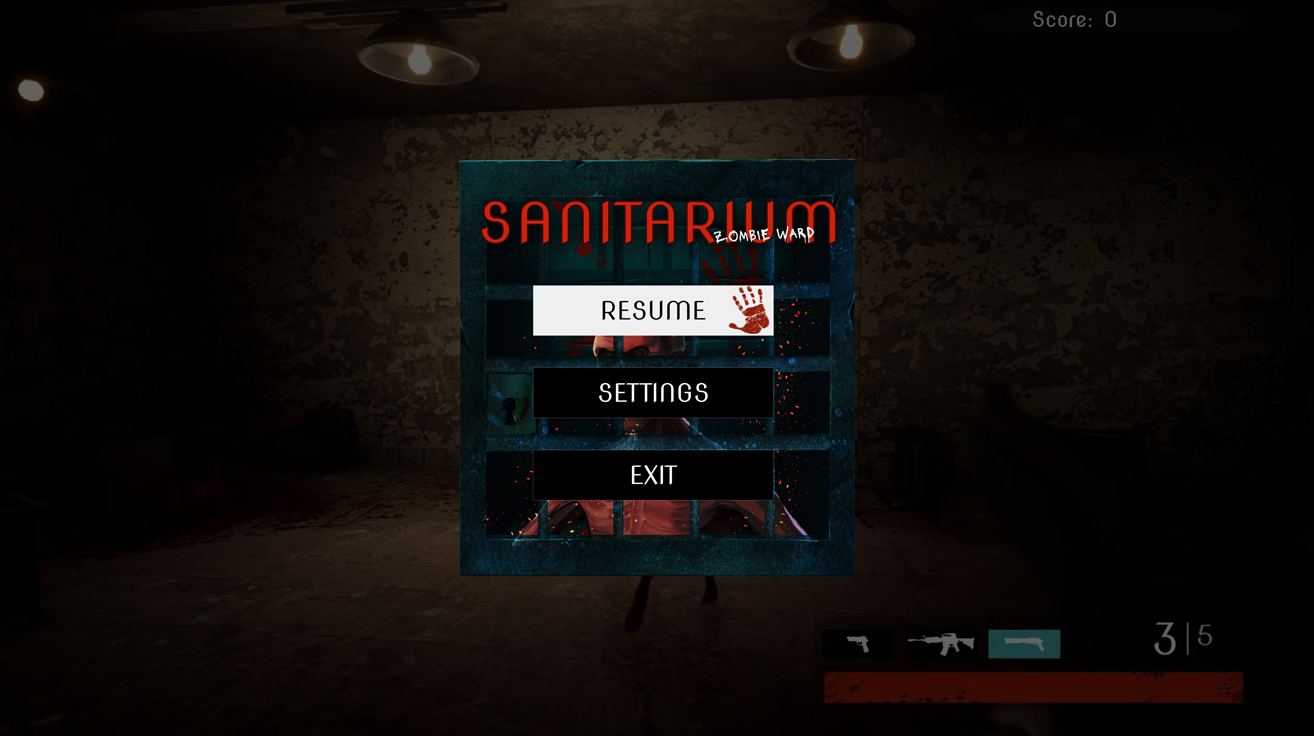 Score: 0
SANITARIUM
ZOMBIE WARD
RESUME
SETTINGS
EXIT
3|5